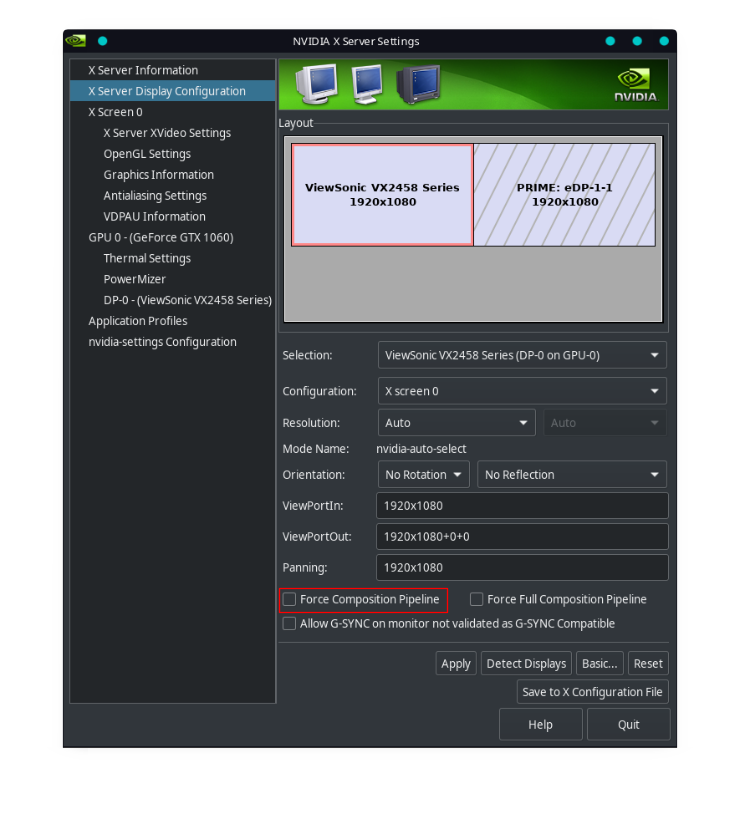 NVIDIA X Server Settings
X Server Information
X Server Display Configuration
X Screen 0
X Server XVideo Settings
OpenGL Settings
Graphics Information
Antialiasing Settings
VDPAU Information
GPU 0 - (GeForce GTX 1060)
Thermal Settings
PowerMizer
DP-0 - (ViewSonic VX2458 Series)
Application Profiles
nvidia-settings Configuration
NVIDIA.
Layout
ViewSonic VX2458 Series
1920x1080
PRIME: eDP-1-1
1920x1080
Selection: ViewSonic VX2458 Series (DP-0 on GPU-0)
Configuration: X screen 0
Resolution: Auto Auto
Mode Name: nvidia-auto-select
Orientation: No Rotation No Reflection
ViewPortIn: 1920x1080
ViewPortOut: 1920x1080+0+0
Panning: 1920x1080
Force Composition Pipeline Force Full Composition Pipeline
Allow G-SYNC on monitor not validated as G-SYNC Compatible
Apply Detect Displays Basic... Reset
Save to X Configuration File
Help Quit